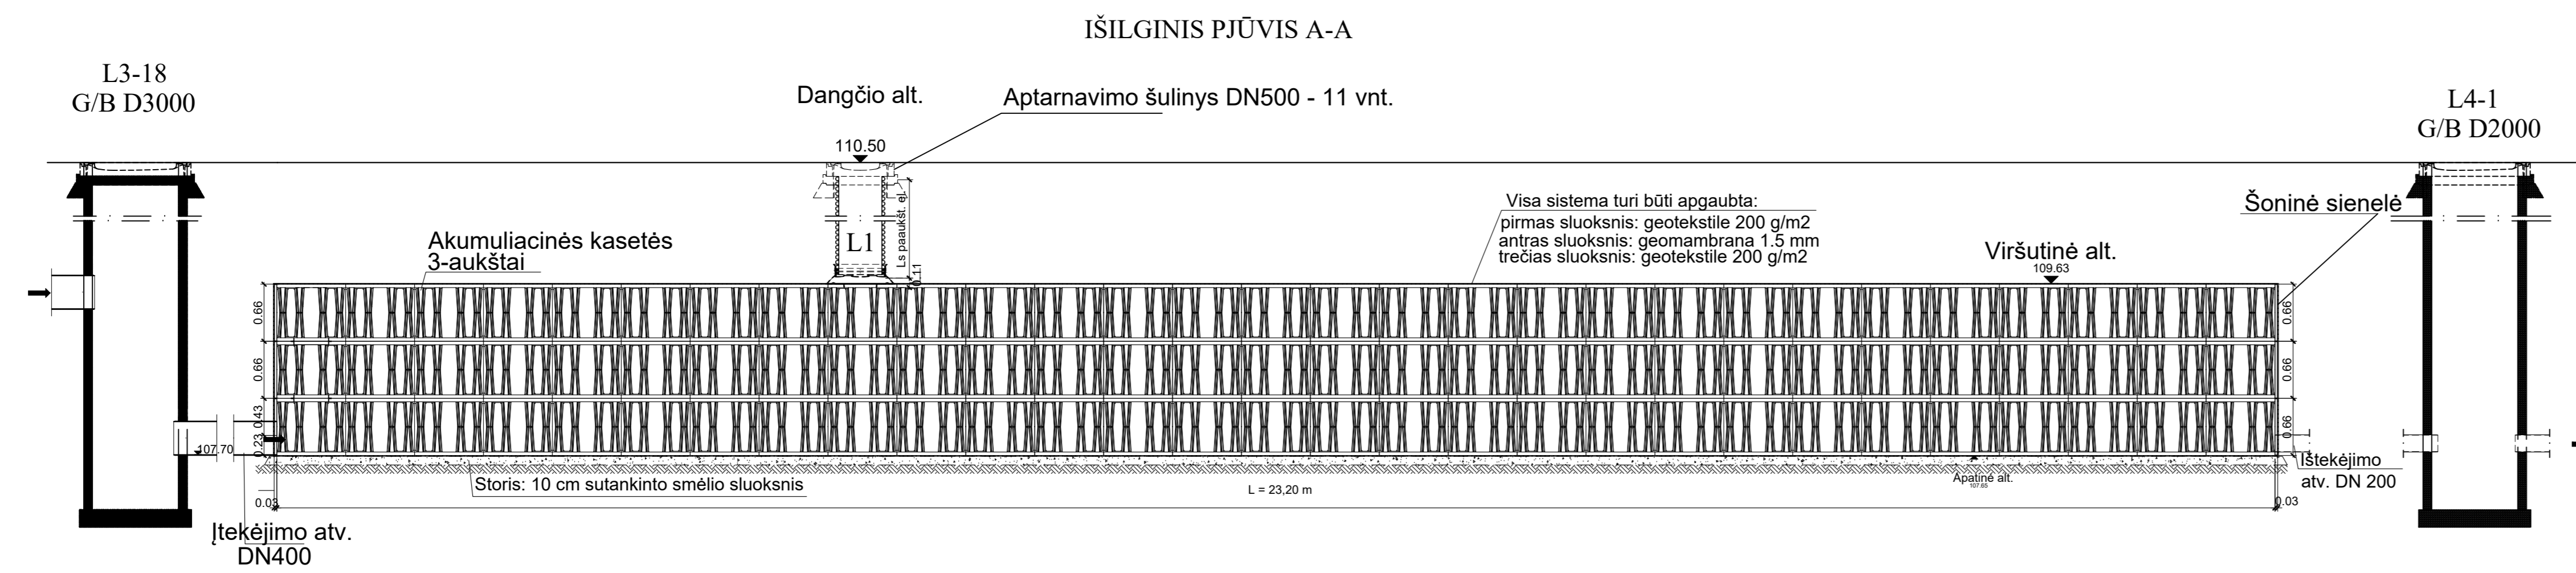 IŠILGINIS PJŪVIS A-A
L3-18
G/B D3000
Dangčio alt.
110.50
Aptarnavimo šulinys DN500 - 11 vnt.
L4-1
G/B D2000
Akumuliacinės kasetės
3-aukštai
L1
Ls paaukšt. el.
0.11
Visa sistema turi būti apgaubta:
pirmas sluoksnis: geotekstile 200 g/m2
antras sluoksnis: geomambrana 1.5 mm
trečias sluoksnis: geotekstile 200 g/m2
Viršutinė alt.
109.63
Šoninė sienelė
0.66
0.66
0.43
0.23
0.66
0.66
0.66
107.70
Storis: 10 cm sutankinto smėlio sluoksnis
L = 23,20 m
Apatinė alt.
107.65
Ištekėjimo
atv. DN 200
0.03
0.03
Įtekėjimo atv.
DN400